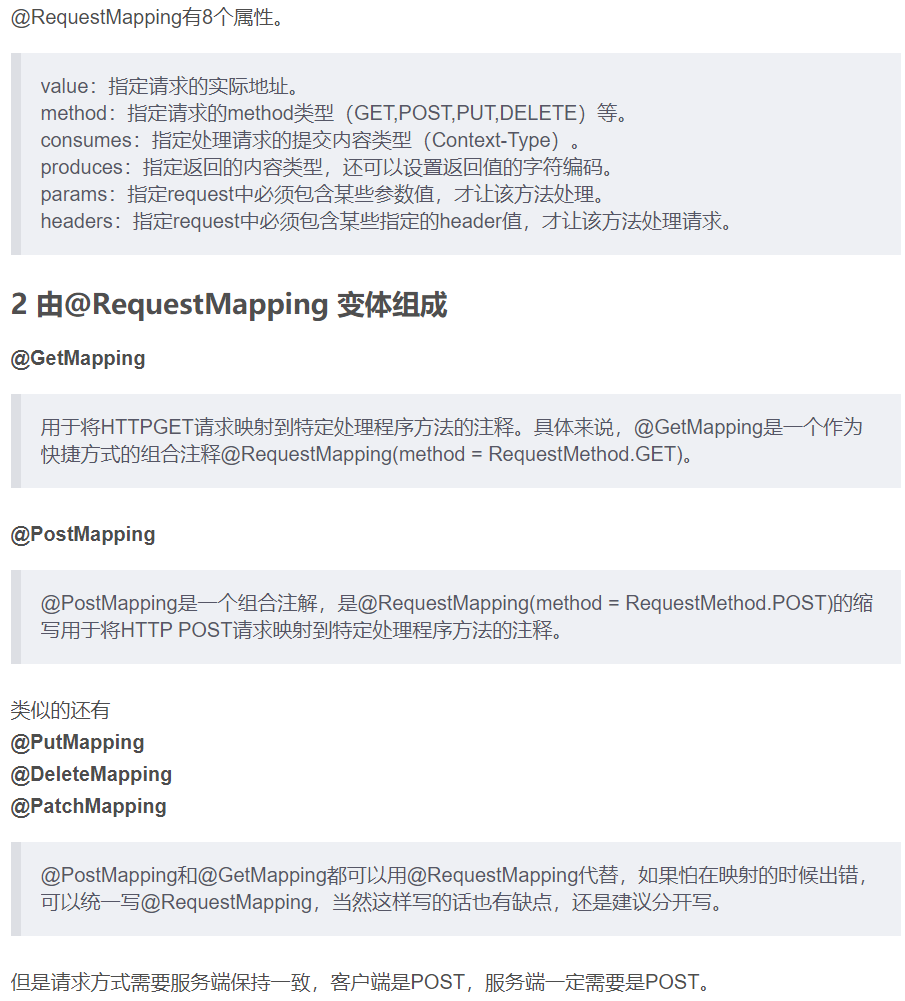 @RequestMapping有8个属性。
value：指定请求的实际地址。
method：指定请求的method类型（GET,POST,PUT,DELETE）等。
consumes：指定处理请求的提交内容类型（Context-Type）。
produces：指定返回的内容类型，还可以设置返回值的字符编码。
params：指定request中必须包含某些参数值，才让该方法处理。
headers：指定request中必须包含某些指定的header值，才让该方法处理请求。
2 由@RequestMapping 变体组成
@GetMapping
用于将HTTPGET请求映射到特定处理程序方法的注释。具体来说，@GetMapping是一个作为
快捷方式的组合注释@RequestMapping(method = RequestMethod.GET)。
@PostMapping
@PostMapping是一个组合注解，是@RequestMapping(method = RequestMethod.POST)的缩
写用于将HTTP POST请求映射到特定处理程序方法的注释。
类似的还有
@PutMapping
@DeleteMapping
@PatchMapping
@PostMapping和@GetMapping都可以用@RequestMapping代替，如果怕在映射的时候出错，
可以统一写@RequestMapping，当然这样写的话也有缺点，还是建议分开写。
但是请求方式需要服务端保持一致，客户端是POST，服务端一定需要是POST。